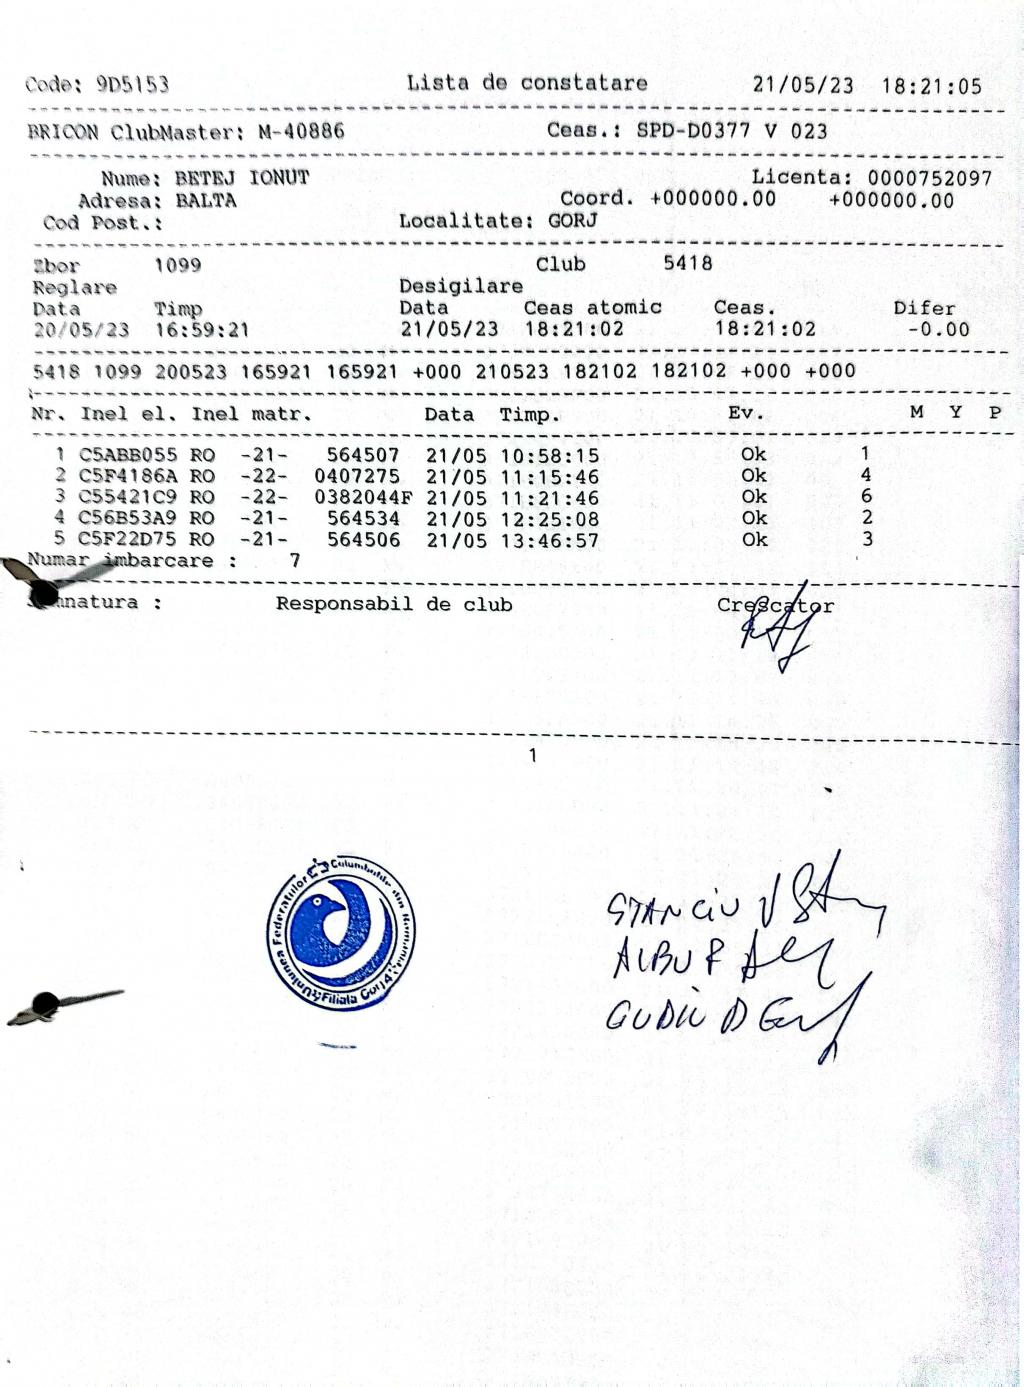 Code: 9D5153 Lista de constatare 21/05/23 18:21:05
BRICON ClubMaster: M-40886 Ceas.: SPD-D0377 V 023
Nume: BETEJ IONUT Licenta: 0000752097
Adresa: BALTA Coord. +000000.00 +000000.00
Cod Post.: Localitate: GORJ
Zbor 1099 Club 5418
Reglare Desigilare
Data Timp Data Ceas atomic Ceas. Difer
20/05/23 16:59:21 21/05/23 18:21:02 18:21:02 -0.00
5418 1099 200523 165921 165921 +000 210523 182102 182102 +000 +000
Nr. Inel el. Inel matr. Data Timp. Ev. M Y P
1 C5ABB055 RO -21- 564507 21/05 10:58:15 Ok 1
2 C5F4186A RO -22- 0407275 21/05 11:15:46 Ok 4
3 C55421C9 RO -22- 0382044F 21/05 11:21:46 Ok 6
4 C56B53A9 RO -21- 564534 21/05 12:25:08 Ok 2
5 C5F22D75 RO -21- 564506 21/05 13:46:57 Ok 3
Numar imbarcare : 7
Semnatura : Responsabil de club Crescator
1
Uniunea Federatiilor Columbofile din Romania
Filiala Gorj
STANCIU V
ALBU R
GUDIU D